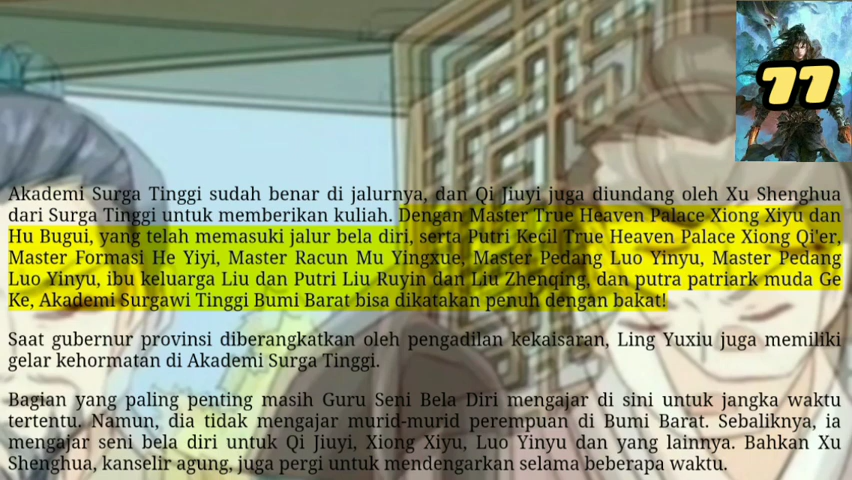 77
Akademi Surga Tinggi sudah benar di jalurnya, dan Qi Jiuyi juga diundang oleh Xu Shenghua
dari Surga Tinggi untuk memberikan kuliah. Dengan Master True Heaven Palace Xiong Xiyu dan
Hu Bugui, yang telah memasuki jalur bela diri, serta Putri Kecil True Heaven Palace Xiong Qi'er,
Master Formasi He Yiyi, Master Racun Mu Yingxue, Master Pedang Luo Yinyu, Master Pedang
Luo Yinyu, ibu keluarga Liu dan Putri Liu Ruyin dan Liu Zhenqing, dan putra patriark muda Ge
Ke, Akademi Surgawi Tinggi Bumi Barat bisa dikatakan penuh dengan bakat!
Saat gubernur provinsi diberangkatkan oleh pengadilan kekaisaran, Ling Yuxiu juga memiliki
gelar kehormatan di Akademi Surga Tinggi.
Bagian yang paling penting masih Guru Seni Bela Diri mengajar di sini untuk jangka waktu
tertentu. Namun, dia tidak mengajar murid-murid perempuan di Bumi Barat. Sebaliknya, ia
mengajar seni bela diri untuk Qi Jiuyi, Xiong Xiyu, Luo Yinyu dan yang lainnya. Bahkan Xu
Shenghua, kanselir agung, juga pergi untuk mendengarkan selama beberapa waktu.